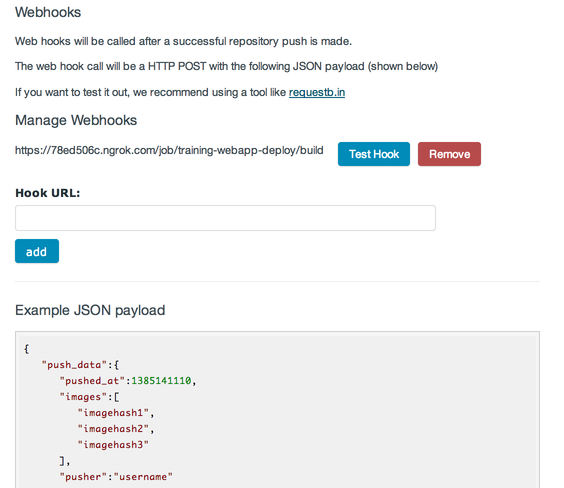 Webhooks
Web hooks will be called after a successful repository push is made.
The web hook call will be a HTTP POST with the following JSON payload (shown below)
If you want to test it out, we recommend using a tool like requestb.in
Manage Webhooks
https://78ed506c.ngrok.com/job/training-webapp-deploy/build Test Hook Remove
Hook URL:
add
Example JSON payload
{
"push_data":{
"pushed_at":1385141110,
"images":[
"imagehash1",
"imagehash2",
"imagehash3"
],
"pusher":"username"